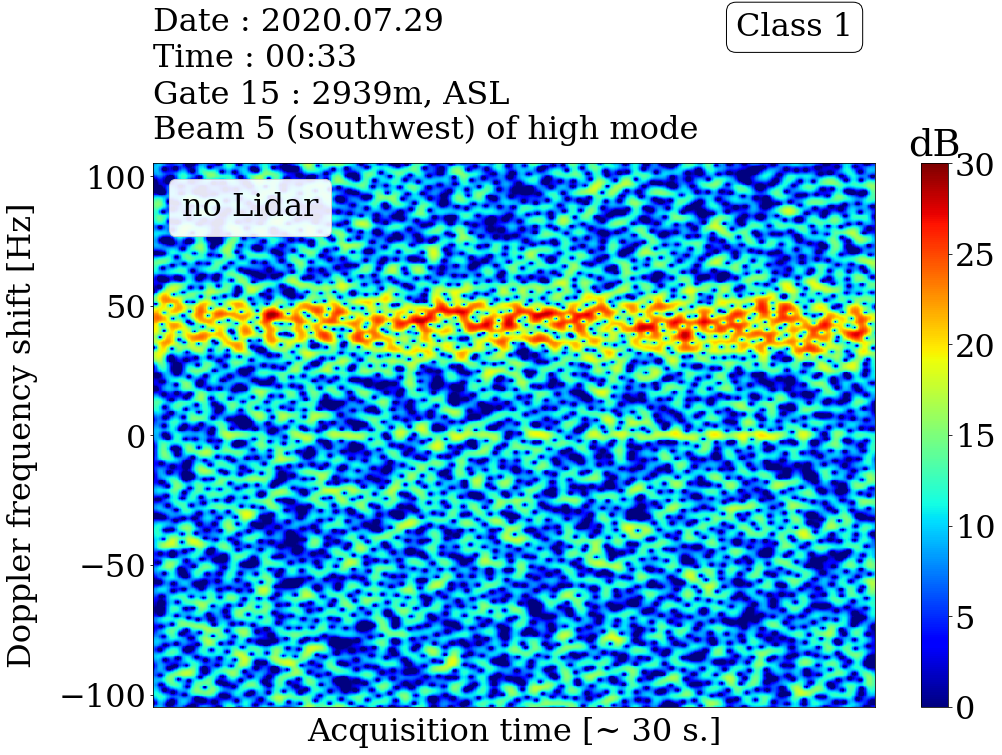 Date : 2020.07.29
Time : 00:33
Gate 15 : 2939m, ASL
Beam 5 (southwest) of high mode
Class 1
dB
no Lidar
100
50
0
−50
−100
Doppler frequency shift [Hz]
Acquisition time [~ 30 s.]
30
25
20
15
10
5
0